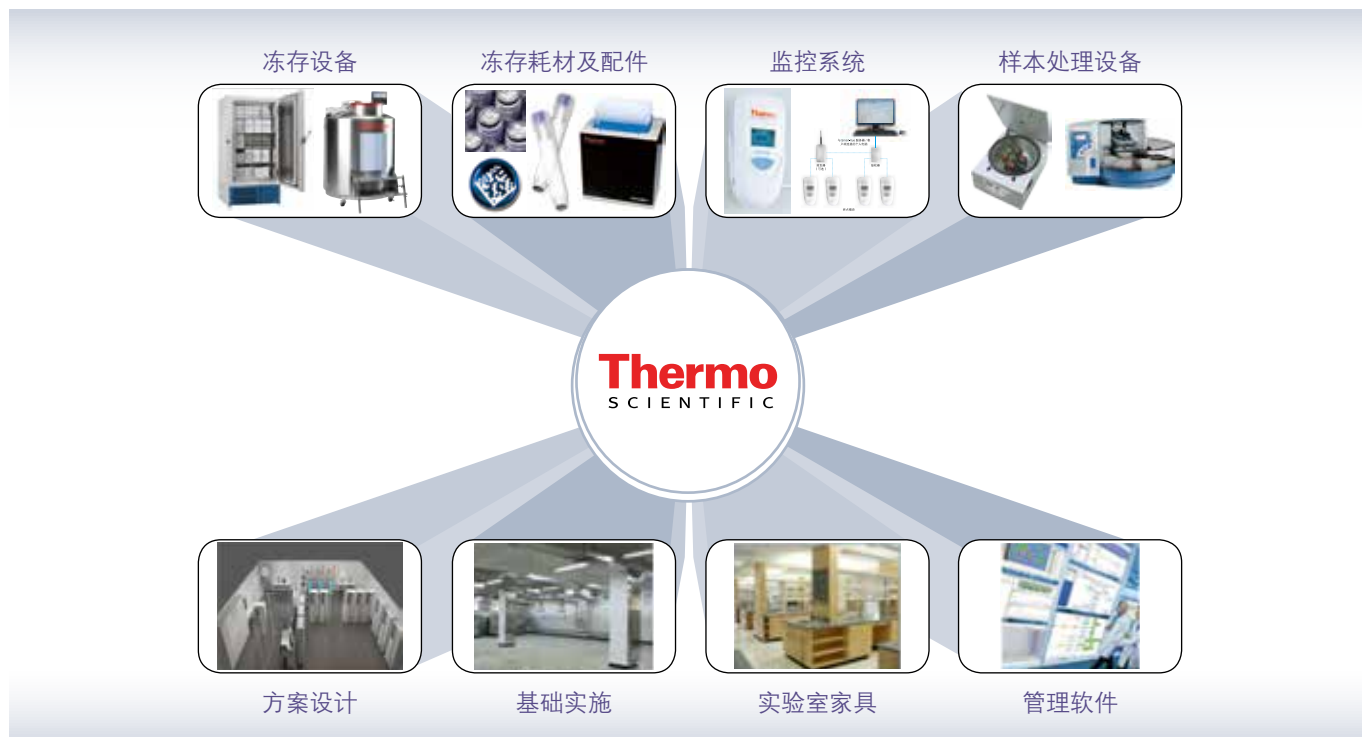 冻存设备
冻存耗材及配件
监控系统
样本处理设备
Thermo
Thermo
SCIENTIFIC
方案设计
基础实施
实验室家具
管理软件